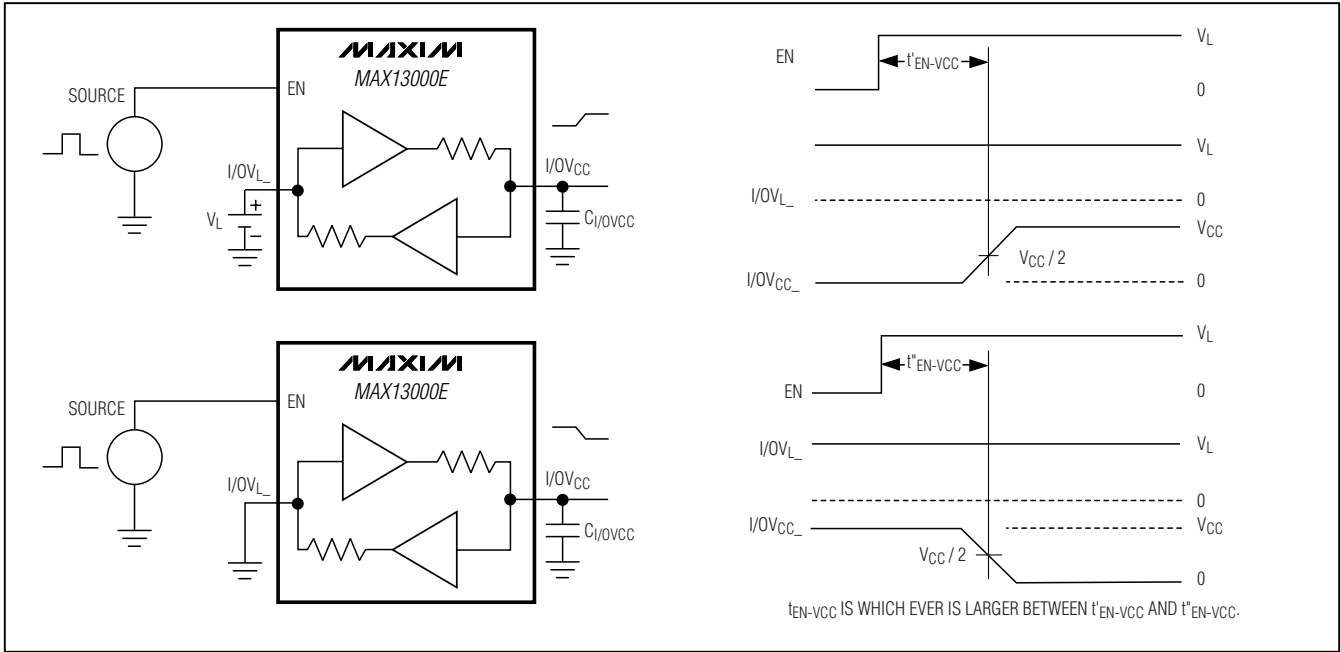 MAXIM
MAX13000E
SOURCE
EN
I/OVL_
I/OVCC
VL
+
−
CI/OVCC
EN
t'EN-VCC
VL
0
I/OVL_
VL
0
I/OVCC_
VCC
VCC / 2
0
MAXIM
MAX13000E
SOURCE
EN
I/OVL_
I/OVCC
CI/OVCC
EN
t"EN-VCC
VL
0
I/OVL_
VL
0
I/OVCC_
VCC
VCC / 2
0
tEN-VCC IS WHICH EVER IS LARGER BETWEEN t'EN-VCC AND t"EN-VCC.